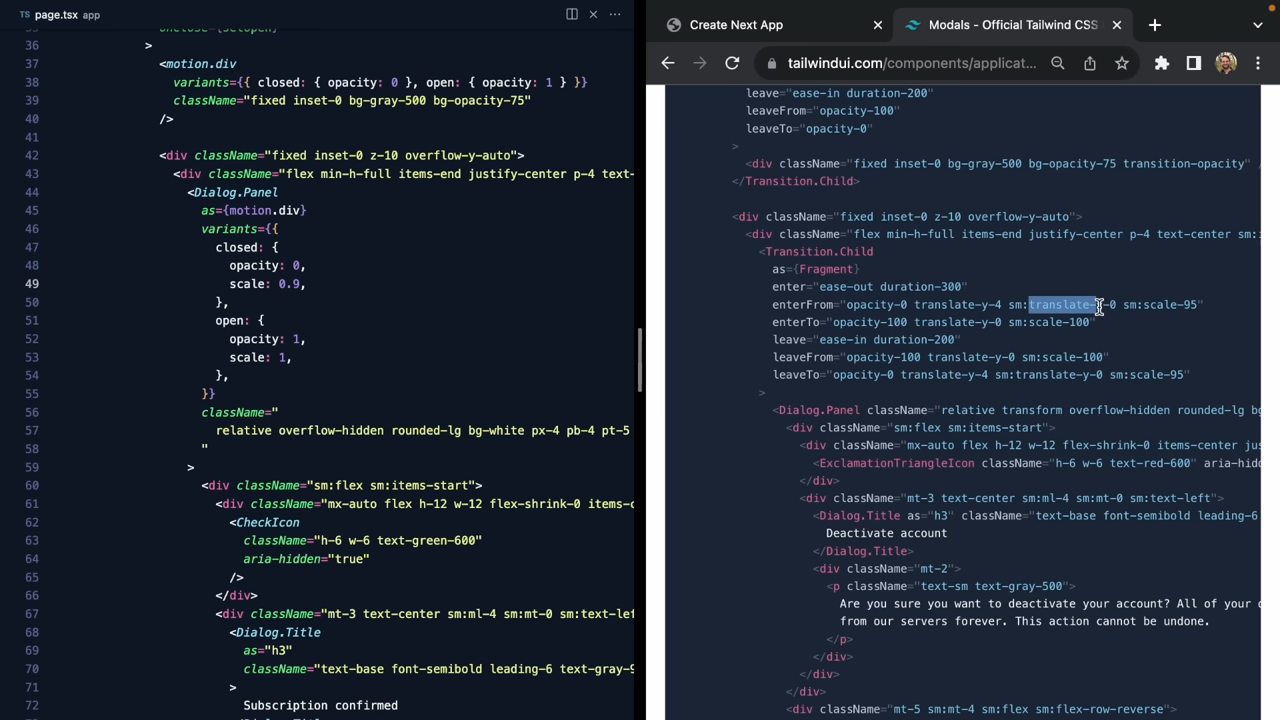 page.tsx app
36
>
37
<motion.div
38
variants={{ closed: { opacity: 0 }, open: { opacity: 1 } }}
39
className="fixed inset-0 bg-gray-500 bg-opacity-75"
40
/>
41
42
<div className="fixed inset-0 z-10 overflow-y-auto">
43
<div className="flex min-h-full items-end justify-center p-4 text-
44
<Dialog.Panel
45
as={motion.div}
46
variants={{
47
closed: {
48
opacity: 0,
49
scale: 0.9,
50
},
51
open: {
52
opacity: 1,
53
scale: 1,
54
},
55
}}
56
className="
57
relative overflow-hidden rounded-lg bg-white px-4 pb-4 pt-5
58
"
59
>
60
<div className="sm:flex sm:items-start">
61
<div className="mx-auto flex h-12 w-12 flex-shrink-0 items-c
62
<CheckIcon
63
className="h-6 w-6 text-green-600"
64
aria-hidden="true"
65
/>
66
</div>
67
<div className="mt-3 text-center sm:ml-4 sm:mt-0 sm:text-lef
68
<Dialog.Title
69
as="h3"
70
className="text-base font-semibold leading-6 text-gray-9
71
>
72
Subscription confirmed
Create Next App
Modals - Official Tailwind CSS
tailwindui.com/components/applicat...
leave="ease-in duration-200"
leaveFrom="opacity-100"
leaveTo="opacity-0"
>
<div className="fixed inset-0 bg-gray-500 bg-opacity-75 transition-opacity" /
</Transition.Child>
<div className="fixed inset-0 z-10 overflow-y-auto">
<div className="flex min-h-full items-end justify-center p-4 text-center sm:
<Transition.Child
as={Fragment}
enter="ease-out duration-300"
enterFrom="opacity-0 translate-y-4 sm:translate-y-0 sm:scale-95"
enterTo="opacity-100 translate-y-0 sm:scale-100"
leave="ease-in duration-200"
leaveFrom="opacity-100 translate-y-0 sm:scale-100"
leaveTo="opacity-0 translate-y-4 sm:translate-y-0 sm:scale-95"
>
<Dialog.Panel className="relative transform overflow-hidden rounded-lg bg
<div className="sm:flex sm:items-start">
<div className="mx-auto flex h-12 w-12 flex-shrink-0 items-center jus
<ExclamationTriangleIcon className="h-6 w-6 text-red-600" aria-hidd
</div>
<div className="mt-3 text-center sm:ml-4 sm:mt-0 sm:text-left">
<Dialog.Title as="h3" className="text-base font-semibold leading-6
Deactivate account
</Dialog.Title>
<div className="mt-2">
<p className="text-sm text-gray-500">
Are you sure you want to deactivate your account? All of your d
from our servers forever. This action cannot be undone.
</p>
</div>
</div>
</div>
<div className="mt-5 sm:mt-4 sm:flex sm:flex-row-reverse">